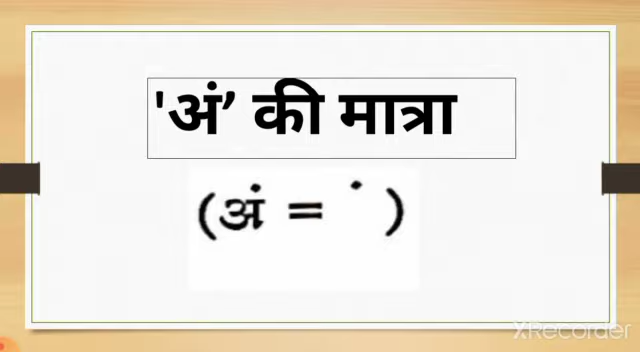 'अं’ की मात्रा
(अं = ं )
XRecorder